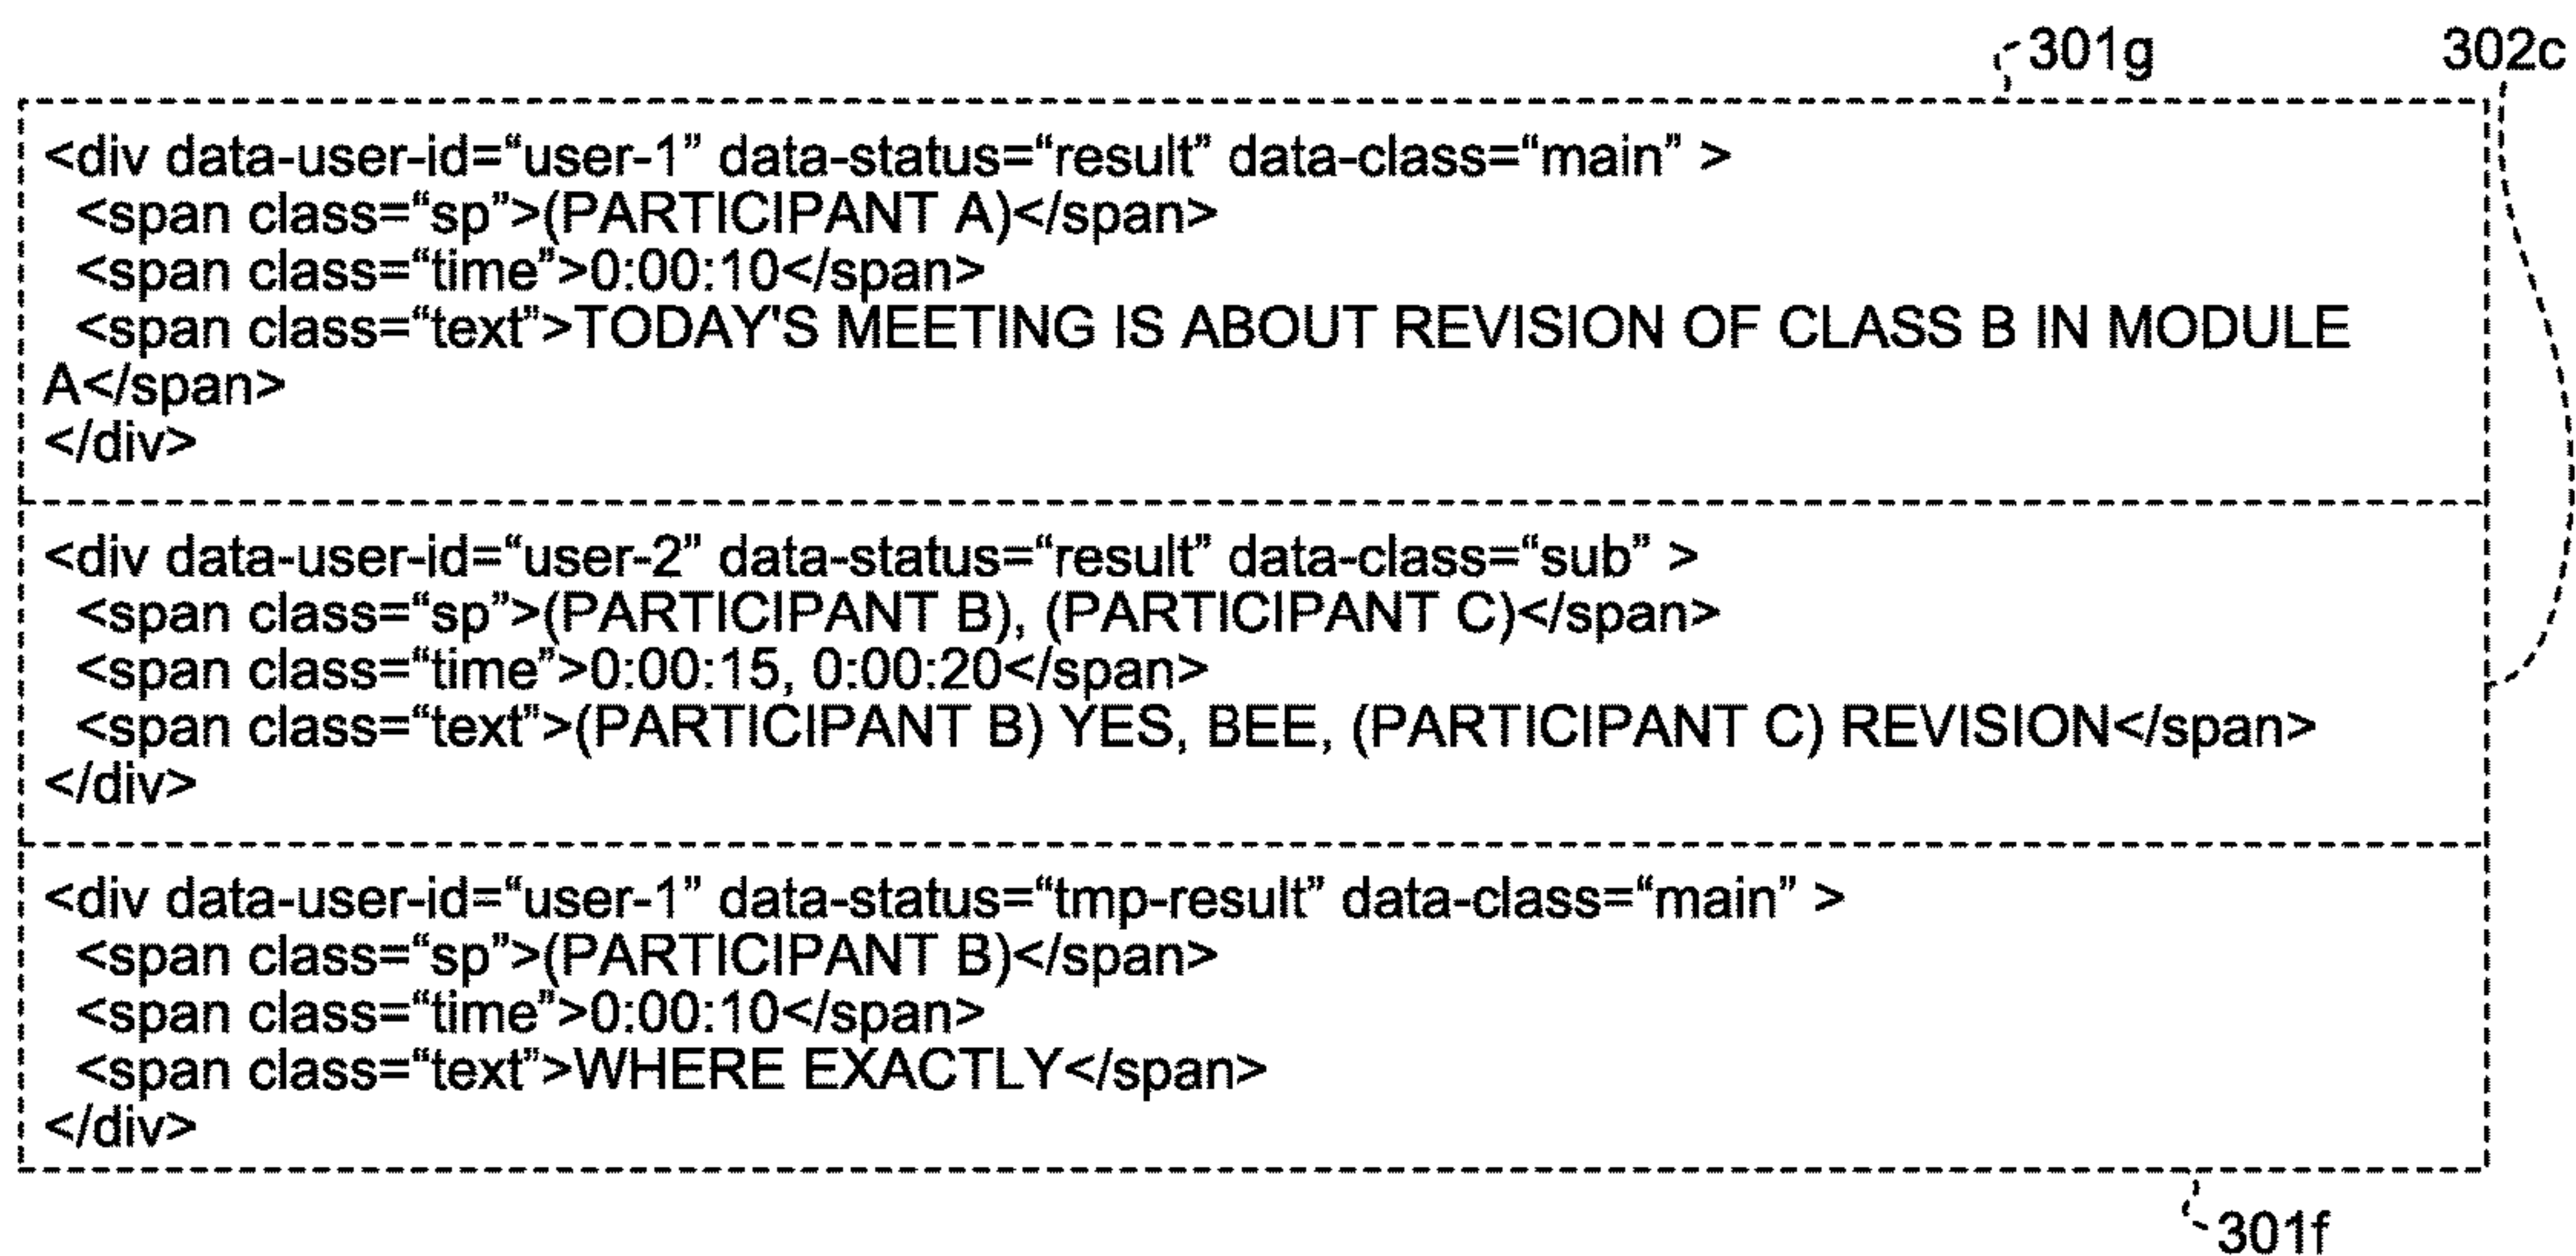 301g 302c
<div data-user-id=“user-1” data-status=“result” data-class=“main” >
<span class=“sp”>(PARTICIPANT A)</span>
<span class=“time”>0:00:10</span>
<span class=“text”>TODAY'S MEETING IS ABOUT REVISION OF CLASS B IN MODULE
A</span>
</div>
<div data-user-id=“user-2” data-status=“result” data-class=“sub” >
<span class=“sp”>(PARTICIPANT B), (PARTICIPANT C)</span>
<span class=“time”>0:00:15, 0:00:20</span>
<span class=“text”>(PARTICIPANT B) YES, BEE, (PARTICIPANT C) REVISION</span>
</div>
<div data-user-id=“user-1” data-status=“tmp-result” data-class=“main” >
<span class=“sp”>(PARTICIPANT B)</span>
<span class=“time”>0:00:10</span>
<span class=“text”>WHERE EXACTLY</span>
</div>
301f